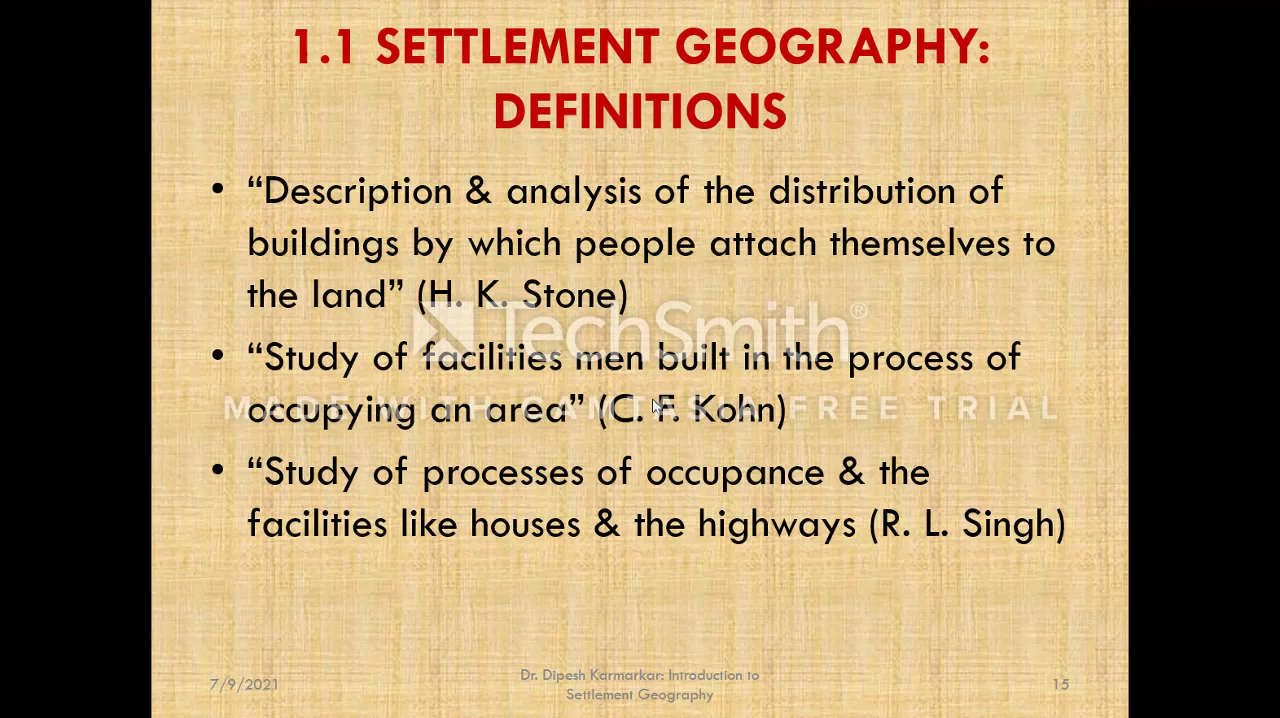 1.1 SETTLEMENT GEOGRAPHY:
DEFINITIONS
• “Description & analysis of the distribution of
buildings by which people attach themselves to
the land” (H. K. Stone)
TechSmith®
• “Study of facilities men built in the process of
MADE WITH CAMTASIA FREE TRIAL
occupying an area” (C. F. Kohn)
• “Study of processes of occupance & the
facilities like houses & the highways (R. L. Singh)
7/9/2021
Dr. Dipesh Karmarkar: Introduction to
Settlement Geography
15